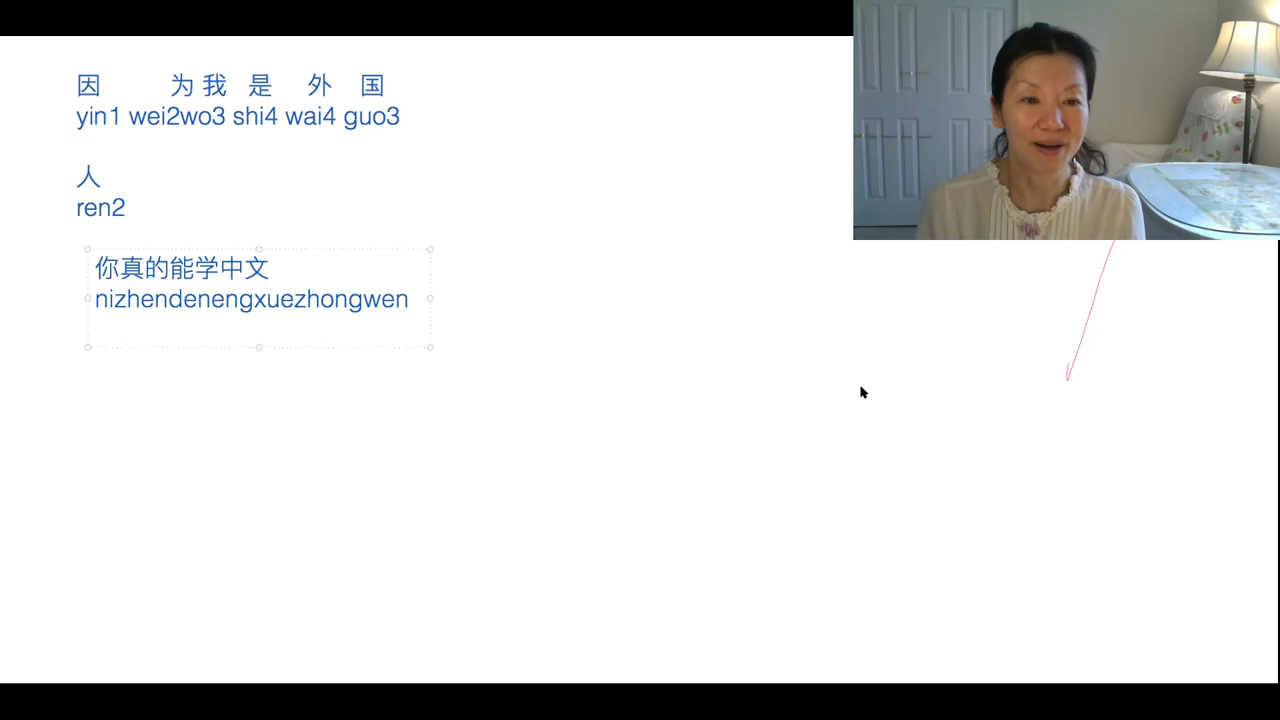 因 为 我 是 外 国
yin1 wei2wo3 shi4 wai4 guo3
人
ren2
你真的能学中文
nizhendenengxuezhongwen